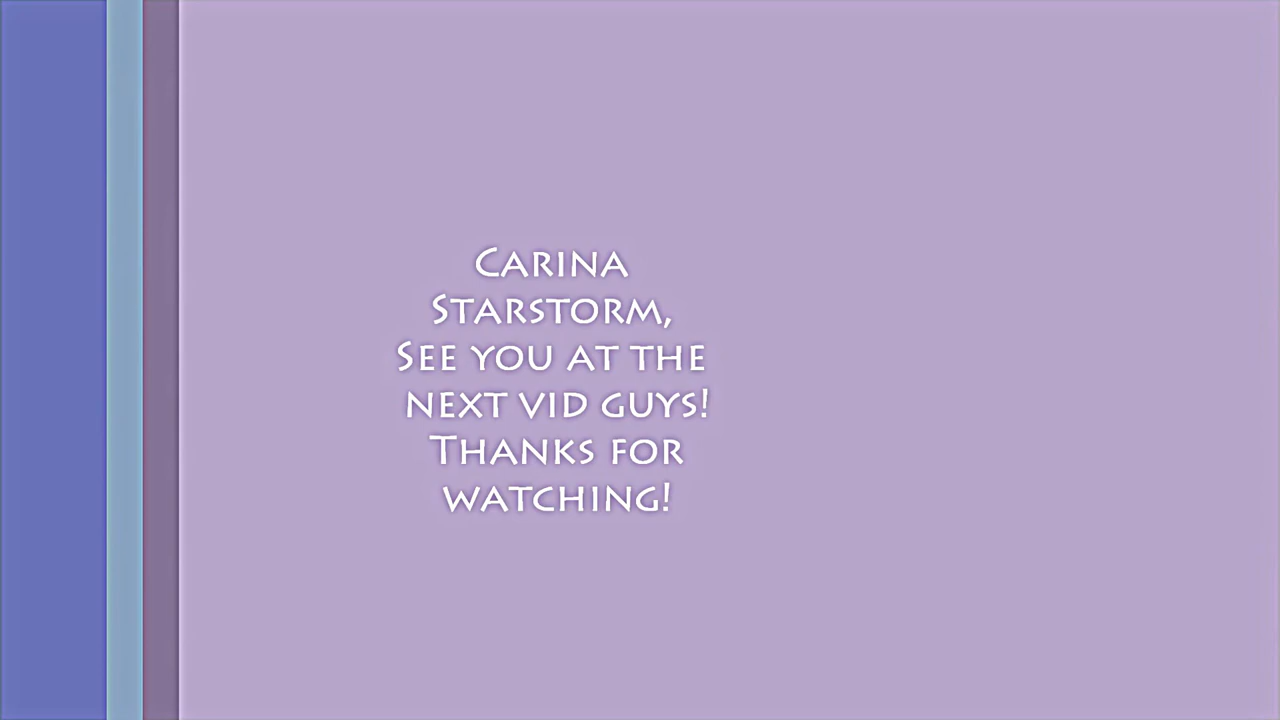 Carina
Starstorm,
See you at the
next vid guys!
Thanks for
watching!